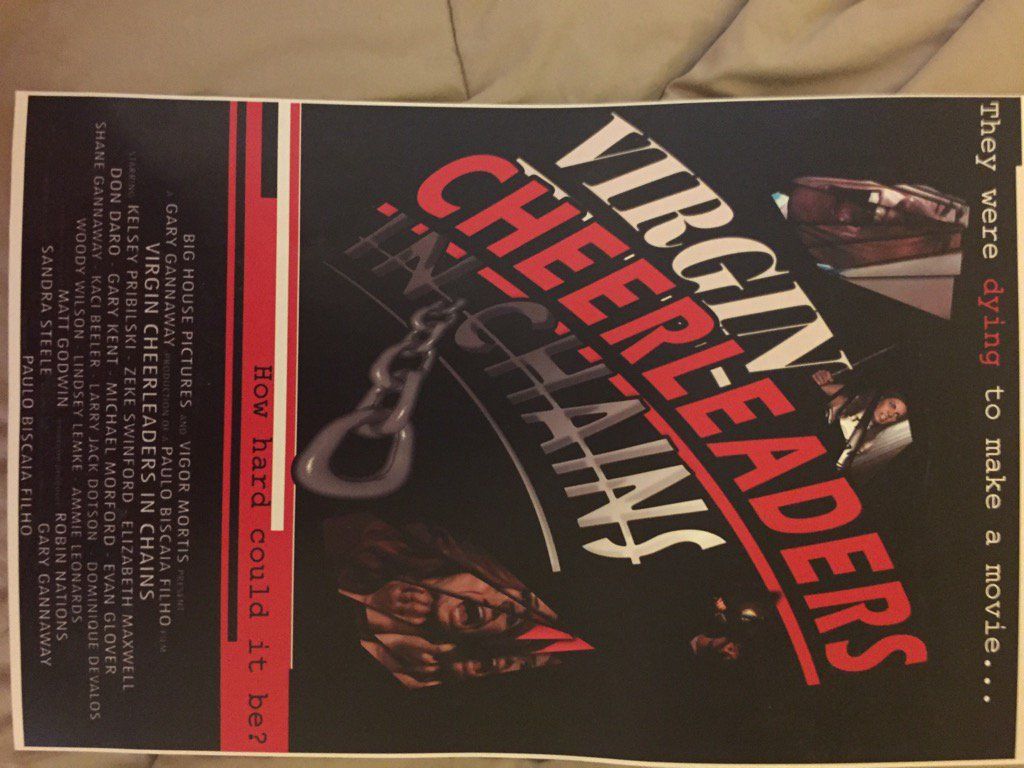 They were dying to make a movie...
VIRGIN
CHEERLEADERS
IN CHAINS
How hard could it be?
BIG HOUSE PICTURES AND VIGOR MORTIS PRESENT
A GARY GANNAWAY PRODUCTION OF A PAULO BISCAIA FILHO FILM
VIRGIN CHEERLEADERS IN CHAINS
STARRING KELSEY PRIBILSKI · ZEKE SWINFORD · ELIZABETH MAXWELL
DON DARO · GARY KENT · MICHAEL MORFORD · EVAN GLOVER
SHANE GANNAWAY · KACI BEELER · LARRY JACK DOTSON · DOMINIQUE DEVALOS
WOODY WILSON · LINDSEY LEMKE · AMMIE LEONARDS
MATT GODWIN ROBIN NATIONS
SANDRA STEELE GARY GANNAWAY
PAULO BISCAIA FILHO